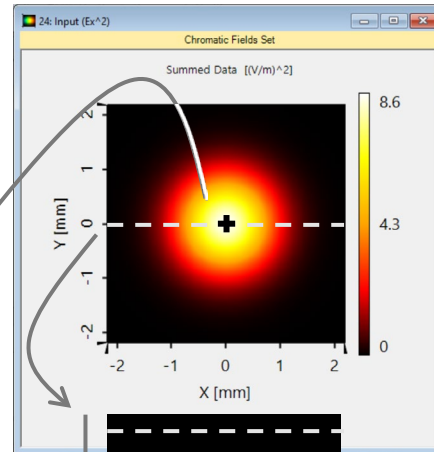 24: Input (Ex^2)
Chromatic Fields Set
Summed Data [(V/m)^2]
2
1
0
-1
-2
Y [mm]
8.6
4.3
0
-2 -1 0 1 2
X [mm]